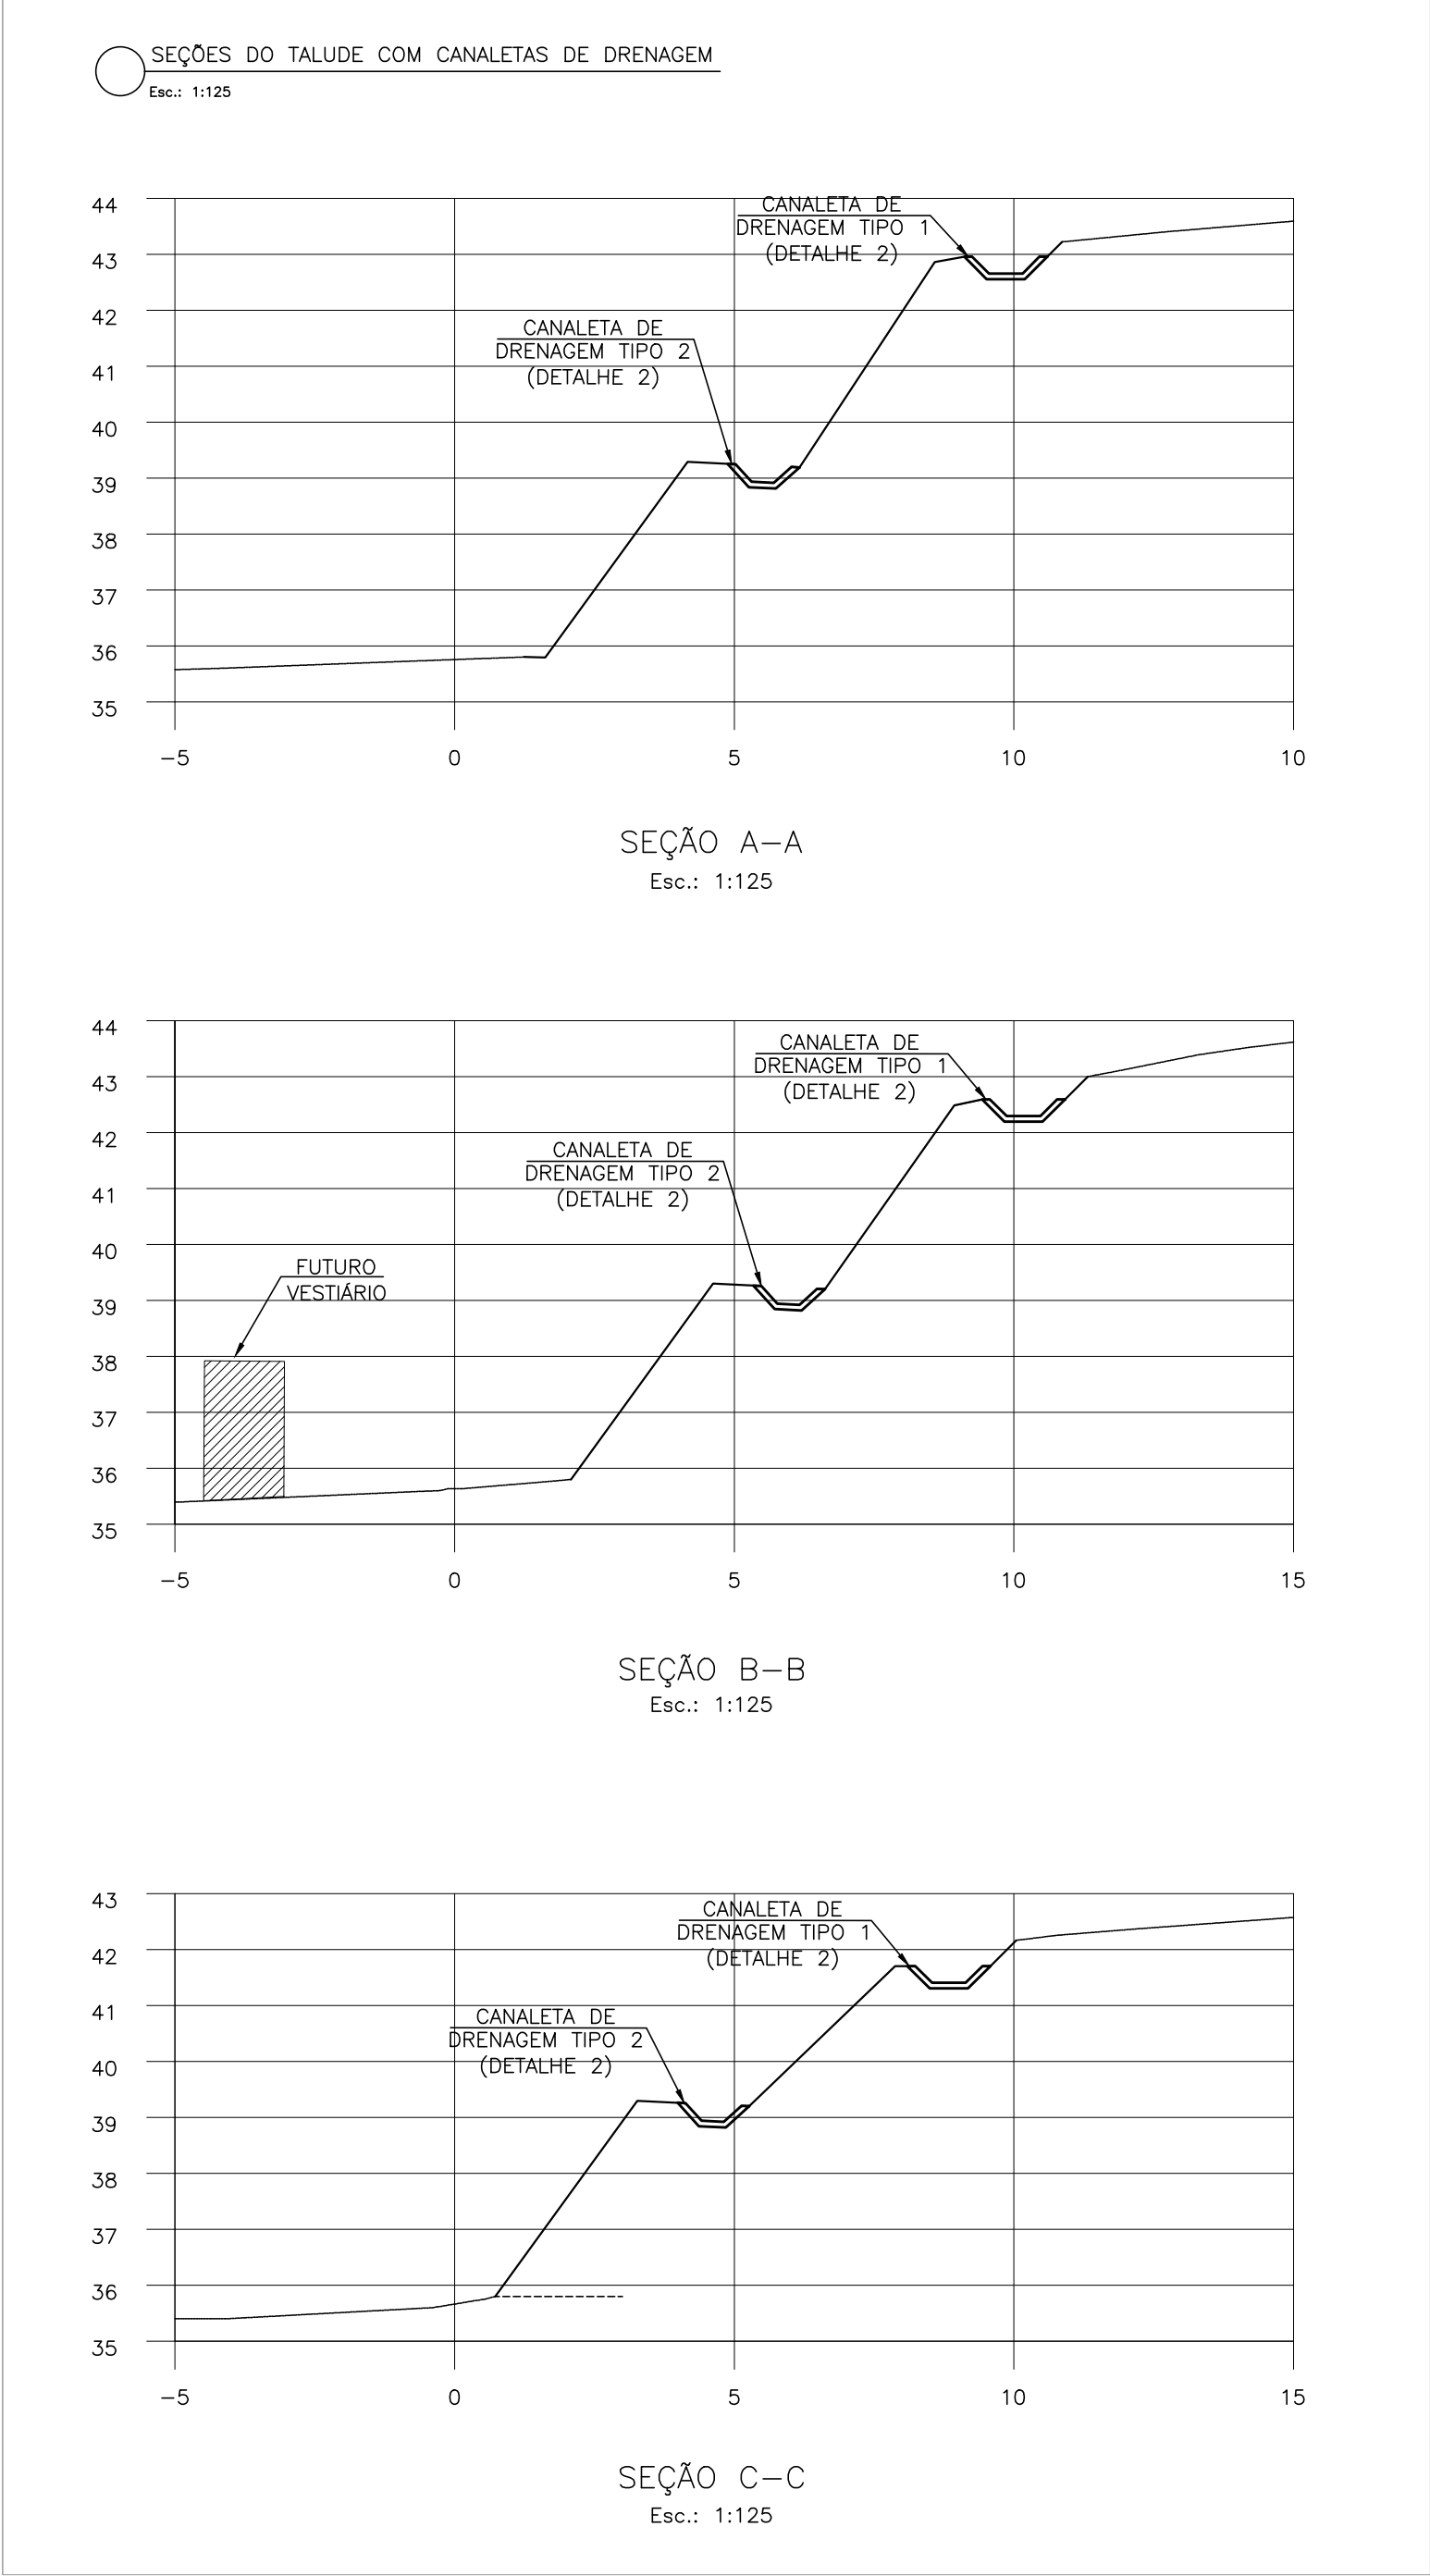 SEÇÕES DO TALUDE COM CANALETAS DE DRENAGEM
Esc.: 1:125
44
CANALETA DE
DRENAGEM TIPO 1
(DETALHE 2)
43
42
CANALETA DE
DRENAGEM TIPO 2
(DETALHE 2)
41
40
39
38
37
36
35
-5 0 5 10 10
SEÇÃO A-A
Esc.: 1:125
44
CANALETA DE
DRENAGEM TIPO 1
(DETALHE 2)
43
42
CANALETA DE
DRENAGEM TIPO 2
(DETALHE 2)
41
40
FUTURO
VESTIÁRIO
39
38
37
36
35
-5 0 5 10 15
SEÇÃO B-B
Esc.: 1:125
43
CANALETA DE
DRENAGEM TIPO 1
(DETALHE 2)
42
41
CANALETA DE
DRENAGEM TIPO 2
(DETALHE 2)
40
39
38
37
36
35
-5 0 5 10 15
SEÇÃO C-C
Esc.: 1:125